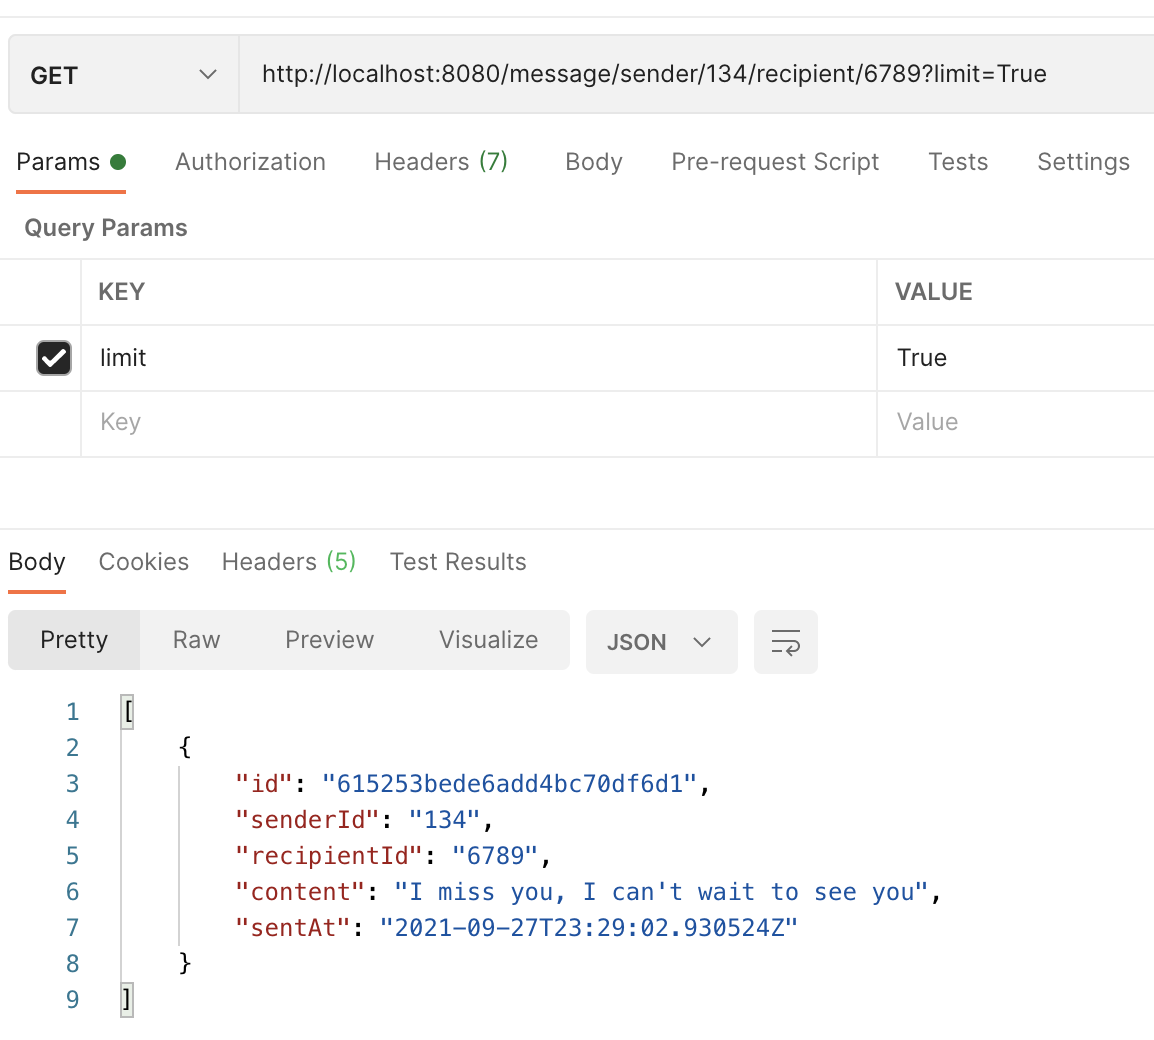 GET http://localhost:8080/message/sender/134/recipient/6789?limit=True
Params Authorization Headers (7) Body Pre-request Script Tests Settings
Query Params
KEY VALUE
limit True
Key Value
Body Cookies Headers (5) Test Results
Pretty Raw Preview Visualize JSON
1 [
2 {
3 "id": "615253bede6add4bc70df6d1",
4 "senderId": "134",
5 "recipientId": "6789",
6 "content": "I miss you, I can't wait to see you",
7 "sentAt": "2021-09-27T23:29:02.930524Z"
8 }
9 ]